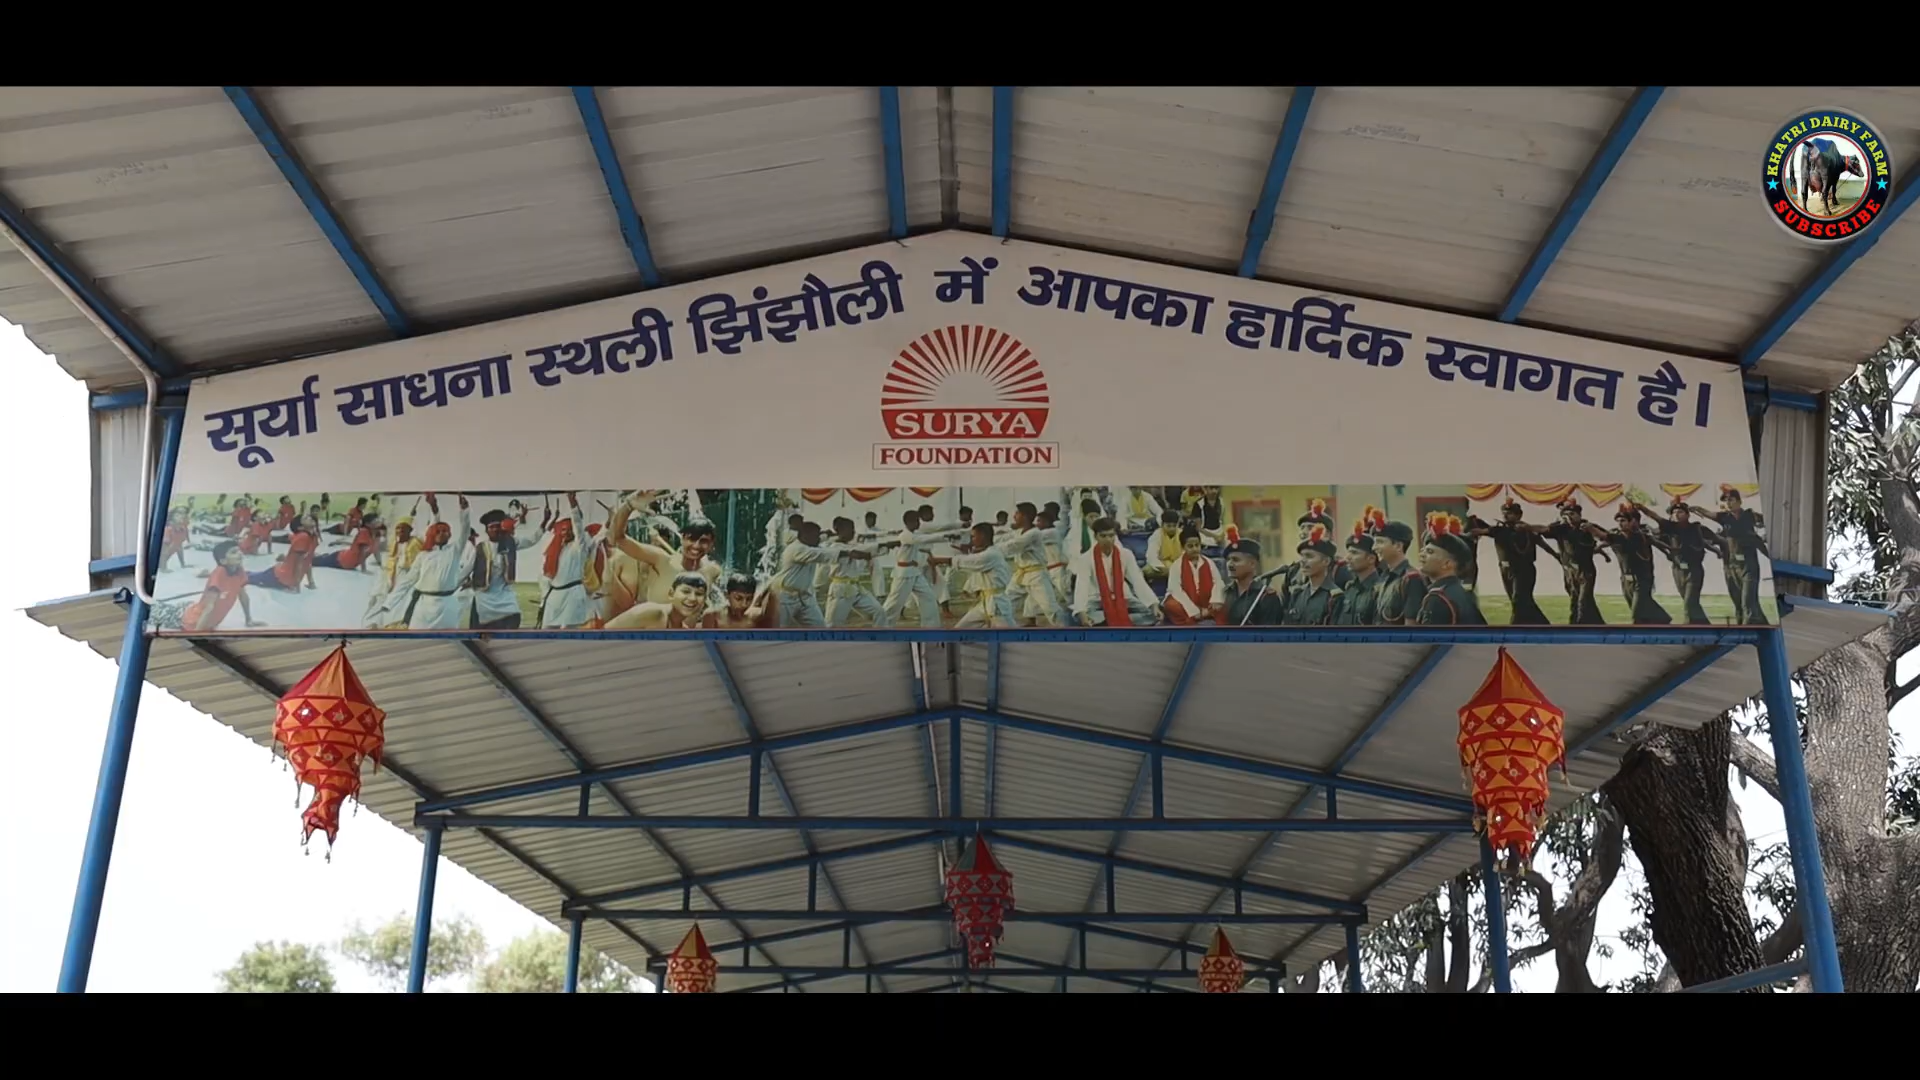 सूर्या साधना स्थली झिंझौली में आपका हार्दिक स्वागत है।
SURYA
FOUNDATION
KHATRI DAIRY FARM
SUBSCRIBE